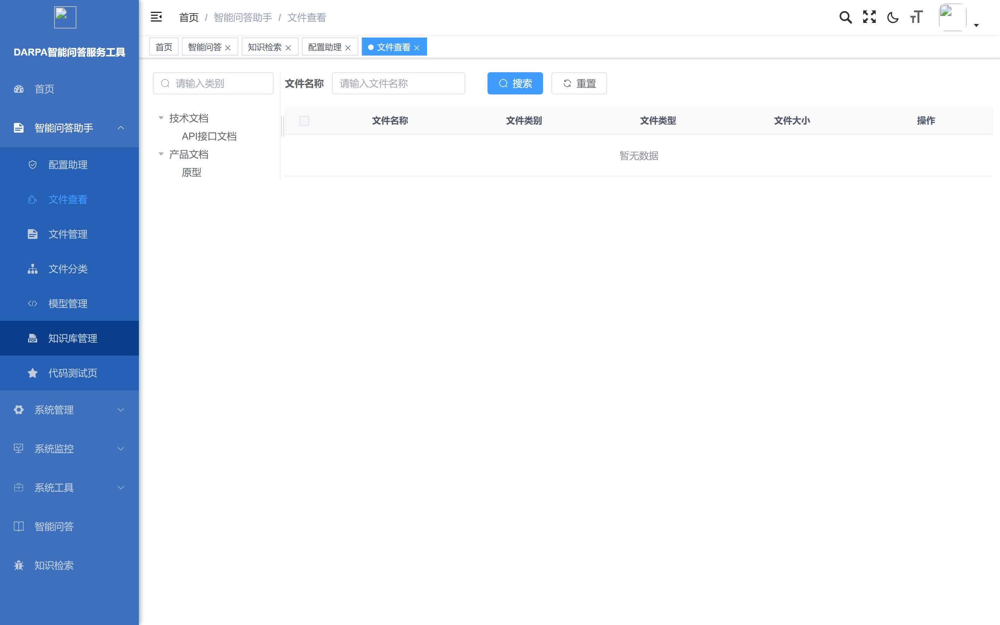 DARPA智能问答服务工具
首页
智能问答助手
配置助理
文件查看
文件管理
文件分类
模型管理
知识库管理
代码测试页
系统管理
系统监控
系统工具
智能问答
知识检索
首页 / 智能问答助手 / 文件查看
首页 智能问答 知识检索 配置助理 文件查看
请输入类别
技术文档
API接口文档
产品文档
原型
文件名称 请输入文件名称 搜索 重置
文件名称 文件类别 文件类型 文件大小 操作
暂无数据